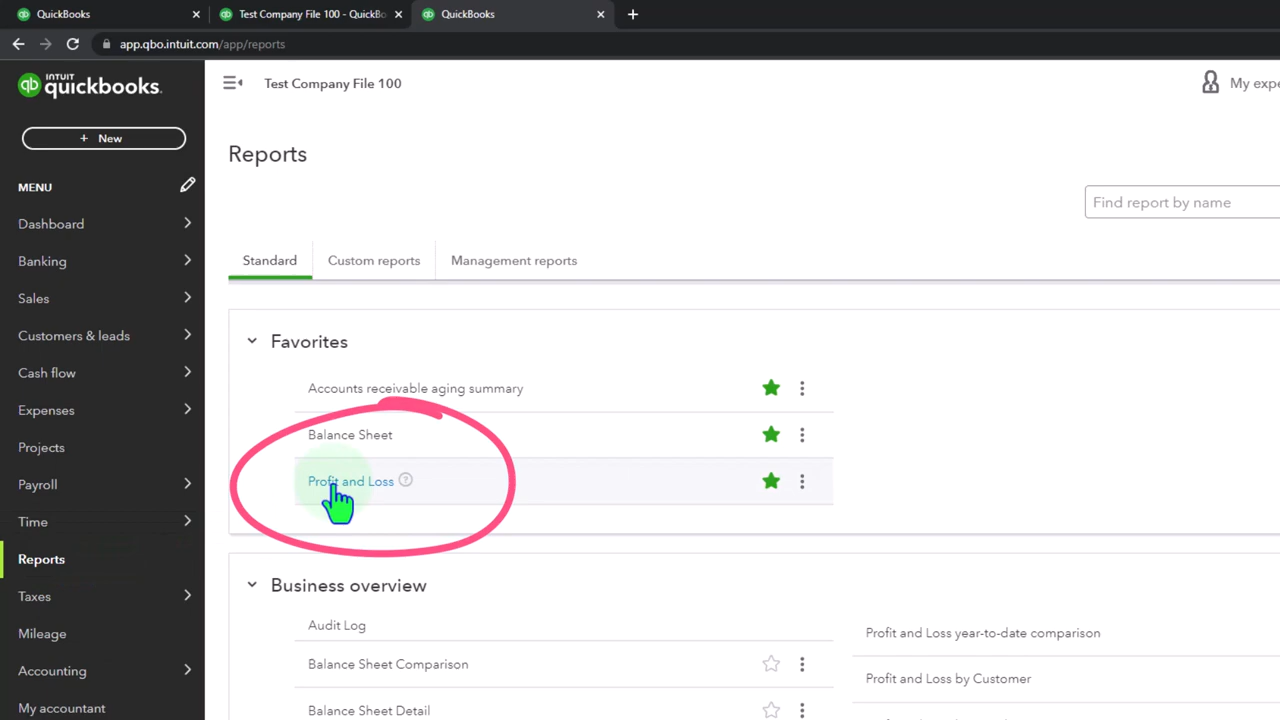 QuickBooks
Test Company File 100 - QuickBo
QuickBooks
app.qbo.intuit.com/app/reports
INTUIT
quickbooks.
Test Company File 100
My expe
+ New
Reports
MENU
Find report by name
Dashboard
Banking
Sales
Customers & leads
Cash flow
Expenses
Projects
Payroll
Time
Reports
Taxes
Mileage
Accounting
My accountant
Standard
Custom reports
Management reports
Favorites
Accounts receivable aging summary
Balance Sheet
Profit and Loss
Business overview
Audit Log
Balance Sheet Comparison
Balance Sheet Detail
Profit and Loss year-to-date comparison
Profit and Loss by Customer